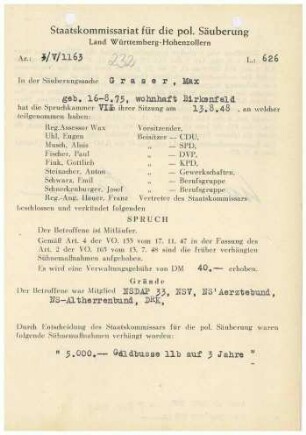 Staatskommissariat für die pol. Säuberung
Land Württemberg-Hohenzollern
Az.: 3/V/1163
232
L.: 626
In der Säuberungssache Graser, Max
geb. 16-8.75, wohnhaft Birkenfeld
hat die Spruchkammer VII ihrer Sitzung am 13.8.48. an welcher
teilgenommen haben:
Reg.Assessor Wax Vorsitzender,
Uhl, Eugen Beisitzer — CDU,
Musch, Alois „ — SPD,
Fischer, Paul „ — DVP,
Fink, Gottlieb „ — KPD,
Steinacher, Anton „ — Gewerkschaften,
Schwarz, Emil „ — Berufsgruppe
Schnekenburger, Josef „ — Berufsgruppe
Reg.-Ang. Hauer, Franz Vertreter des Staatskommissars
beschlossen und verkündet folgenden
SPRUCH
Der Betroffene ist Mitläufer.
Gemäß Art. 4 der VO. 133 vom 17. 11. 47 in der Fassung des
Art. 2 der VO. 165 vom 13. 7. 48 sind die früher verhängten
Sühnemaßnahmen aufgehoben.
Es wird eine Verwaltungsgebühr von DM 40.— erhoben.
Gründe
Der Betroffene war Mitglied NSDAP 33, NSV, NS'Aerztebund,
NS-Altherrenbund, DRK,
Durch Entscheidung des Staatskommissars für die pol. Säuberung waren
folgende Sühnemaßnahmen verhängt worden:
" 5.000.— Geldbusse 11b auf 3 Jahre "